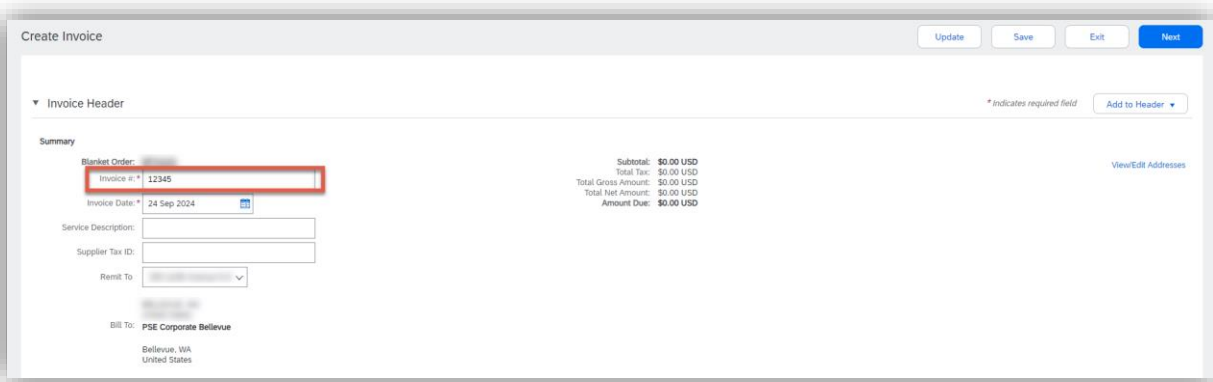 Create Invoice
Update
Save
Exit
Next
▼ Invoice Header
* Indicates required field
Add to Header ▼
Summary
Blanket Order:
Invoice #:* 12345
Invoice Date:* 24 Sep 2024
Service Description:
Supplier Tax ID:
Remit To
Bill To: PSE Corporate Bellevue
Bellevue, WA
United States
Subtotal: $0.00 USD
Total Tax: $0.00 USD
Total Gross Amount: $0.00 USD
Total Net Amount: $0.00 USD
Amount Due: $0.00 USD
View/Edit Addresses